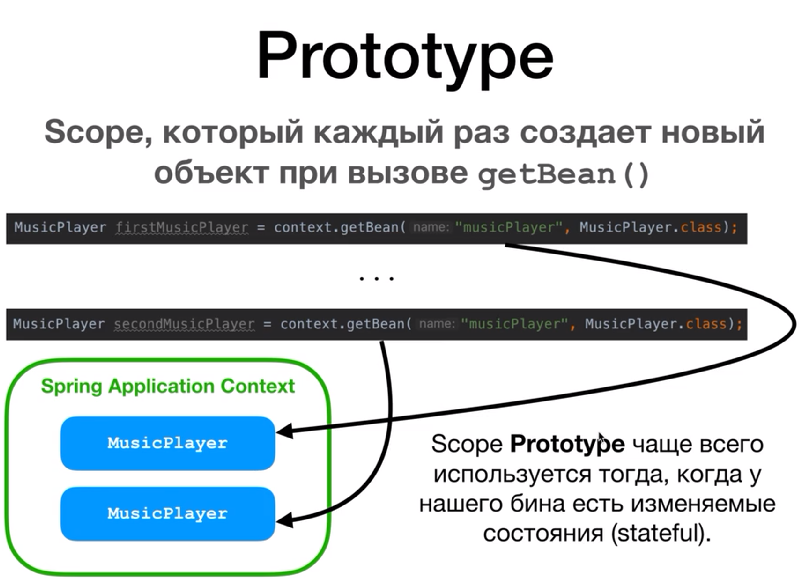 Prototype
Scope, который каждый раз создает новый
объект при вызове getBean()
MusicPlayer firstMusicPlayer = context.getBean( name: "musicPlayer", MusicPlayer.class);
...
MusicPlayer secondMusicPlayer = context.getBean( name: "musicPlayer", MusicPlayer.class);
Spring Application Context
MusicPlayer
MusicPlayer
Scope Prototype чаще всего
используется тогда, когда у
нашего бина есть изменяемые
состояния (stateful).